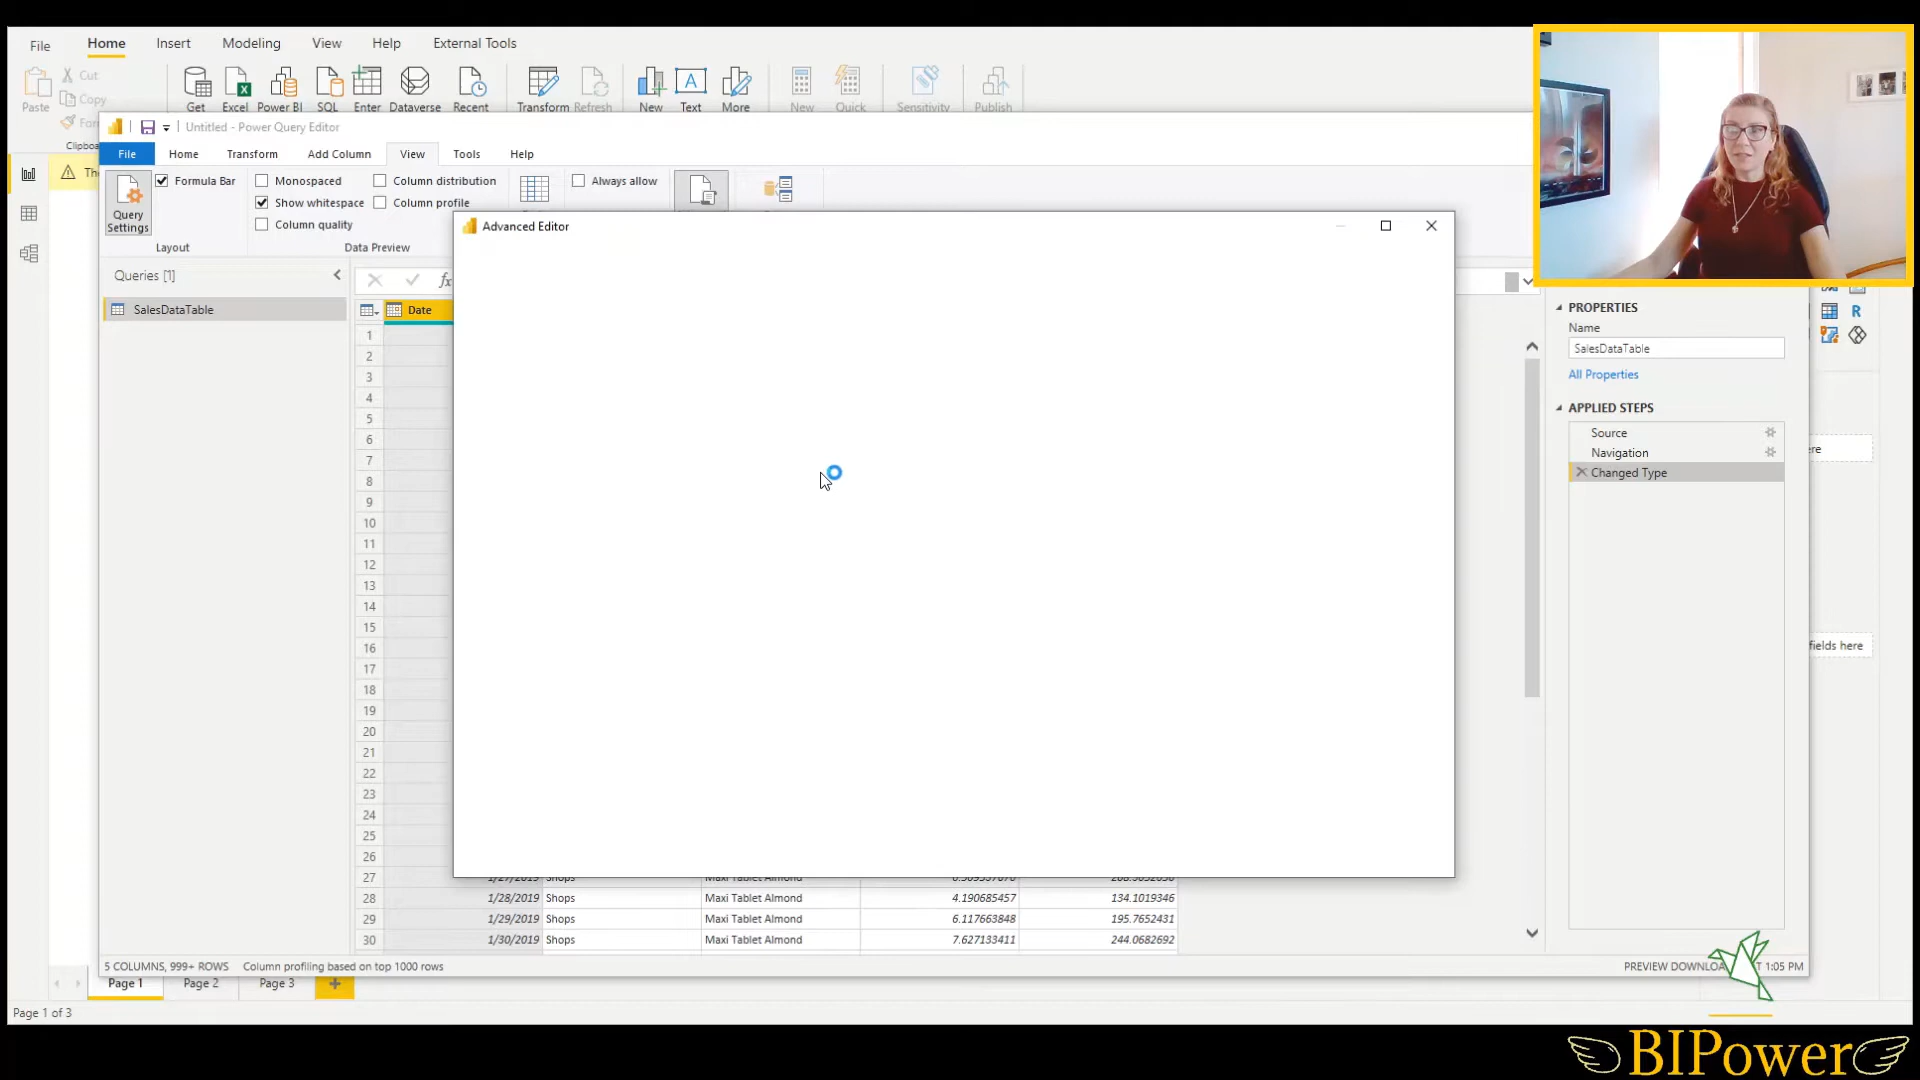 File Home Insert Modeling View Help External Tools
Paste Cut Copy
Get Excel Power BI SQL Enter Dataverse Recent Transform Refresh New Text More New Quick Sensitivity Publish
Untitled - Power Query Editor
File Home Transform Add Column View Tools Help
Query Settings
Formula Bar
Monospaced
Show whitespace
Column quality
Column distribution
Column profile
Always allow
Layout
Data Preview
Advanced Editor
Queries [1]
SalesDataTable
fx
Date
1
2
3
4
5
6
7
8
9
10
11
12
13
14
15
16
17
18
19
20
21
22
23
24
25
26
27 1/27/2019 Shops Maxi Tablet Almond
28 1/28/2019 Shops Maxi Tablet Almond 4.190685457 134.1019346
29 1/29/2019 Shops Maxi Tablet Almond 6.117663848 195.7652431
30 1/30/2019 Shops Maxi Tablet Almond 7.627133411 244.0682692
PROPERTIES
Name
SalesDataTable
All Properties
APPLIED STEPS
Source
Navigation
Changed Type
R
fields here
5 COLUMNS, 999+ ROWS Column profiling based on top 1000 rows
1:05 PM
Page 1 Page 2 Page 3 +
Page 1 of 3
BIPower